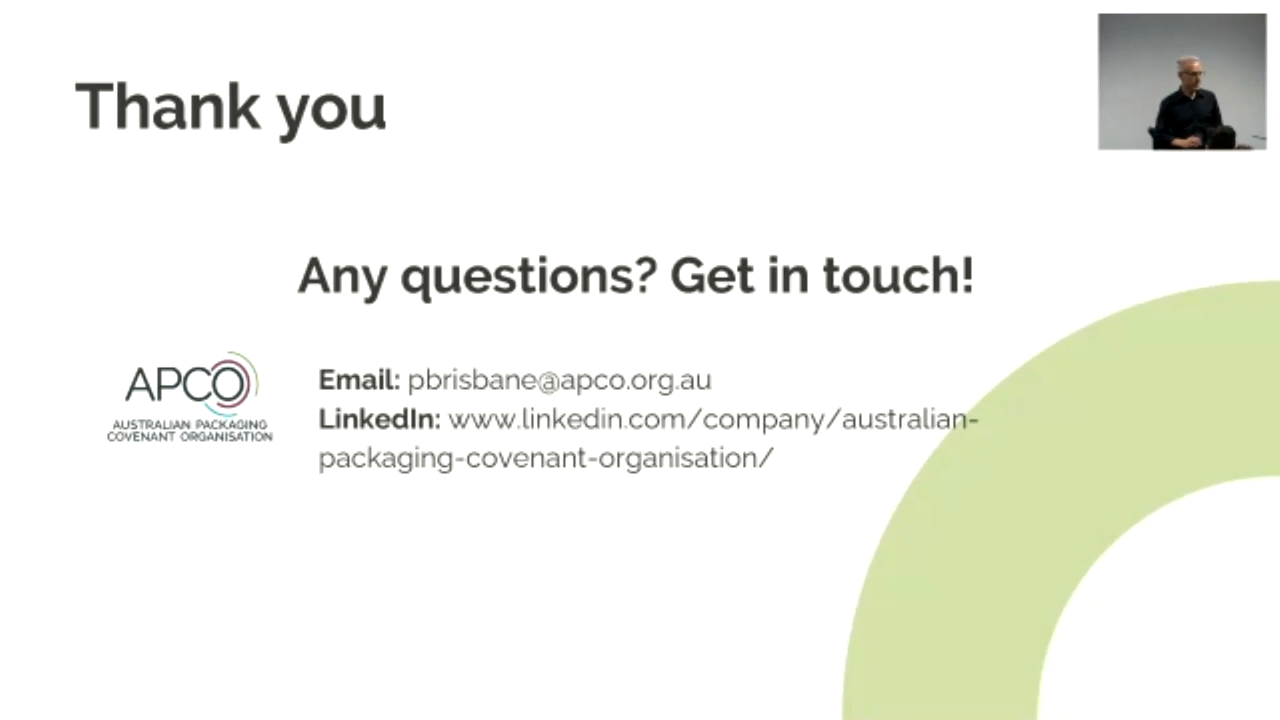 Thank you
Any questions? Get in touch!
APCO
AUSTRALIAN PACKAGING
COVENANT ORGANISATION
Email: pbrisbane@apco.org.au
LinkedIn: www.linkedin.com/company/australian-
packaging-covenant-organisation/